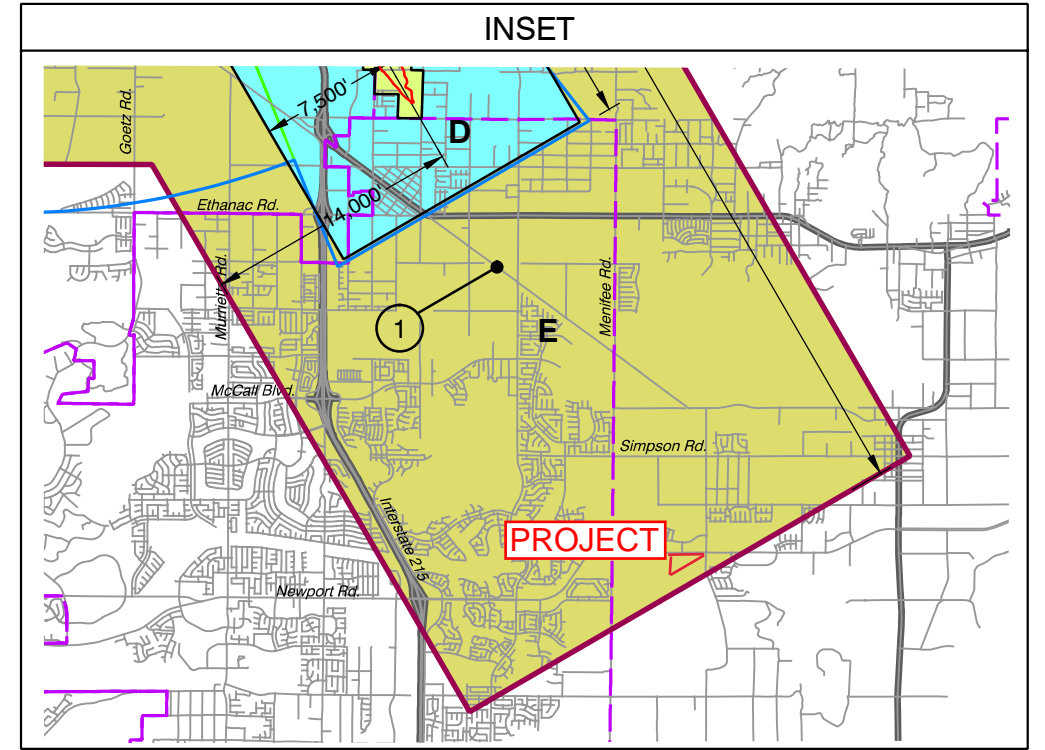 INSET
Goetz Rd.
7,500'
D
14,000'
Ethanac Rd.
Murrieta Rd.
Menifee Rd.
1
E
McCall Blvd.
Simpson Rd.
Interstate 215
PROJECT
Newport Rd.